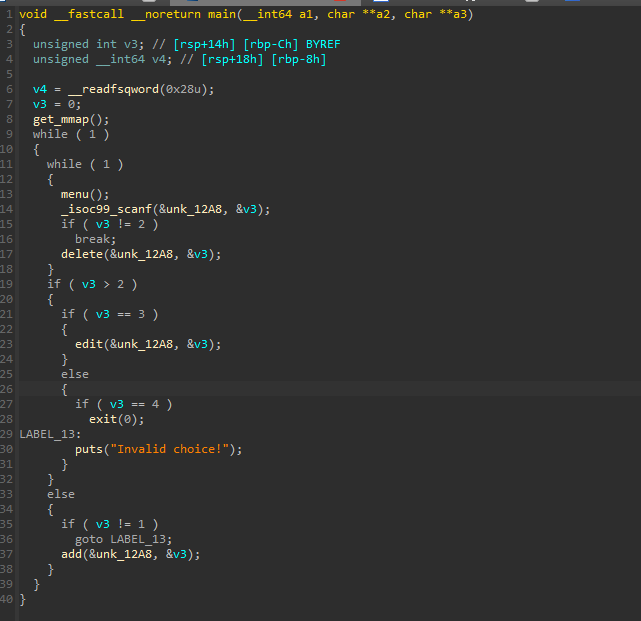 1 void __fastcall __noreturn main(__int64 a1, char **a2, char **a3)
2 {
3 unsigned int v3; // [rsp+14h] [rbp-Ch] BYREF
4 unsigned __int64 v4; // [rsp+18h] [rbp-8h]
5
6 v4 = __readfsqword(0x28u);
7 v3 = 0;
8 get_mmap();
9 while ( 1 )
10 {
11 while ( 1 )
12 {
13 menu();
14 _isoc99_scanf(&unk_12A8, &v3);
15 if ( v3 != 2 )
16 break;
17 delete(&unk_12A8, &v3);
18 }
19 if ( v3 > 2 )
20 {
21 if ( v3 == 3 )
22 {
23 edit(&unk_12A8, &v3);
24 }
25 else
26 {
27 if ( v3 == 4 )
28 exit(0);
29 LABEL_13:
30 puts("Invalid choice!");
31 }
32 }
33 else
34 {
35 if ( v3 != 1 )
36 goto LABEL_13;
37 add(&unk_12A8, &v3);
38 }
39 }
40 }